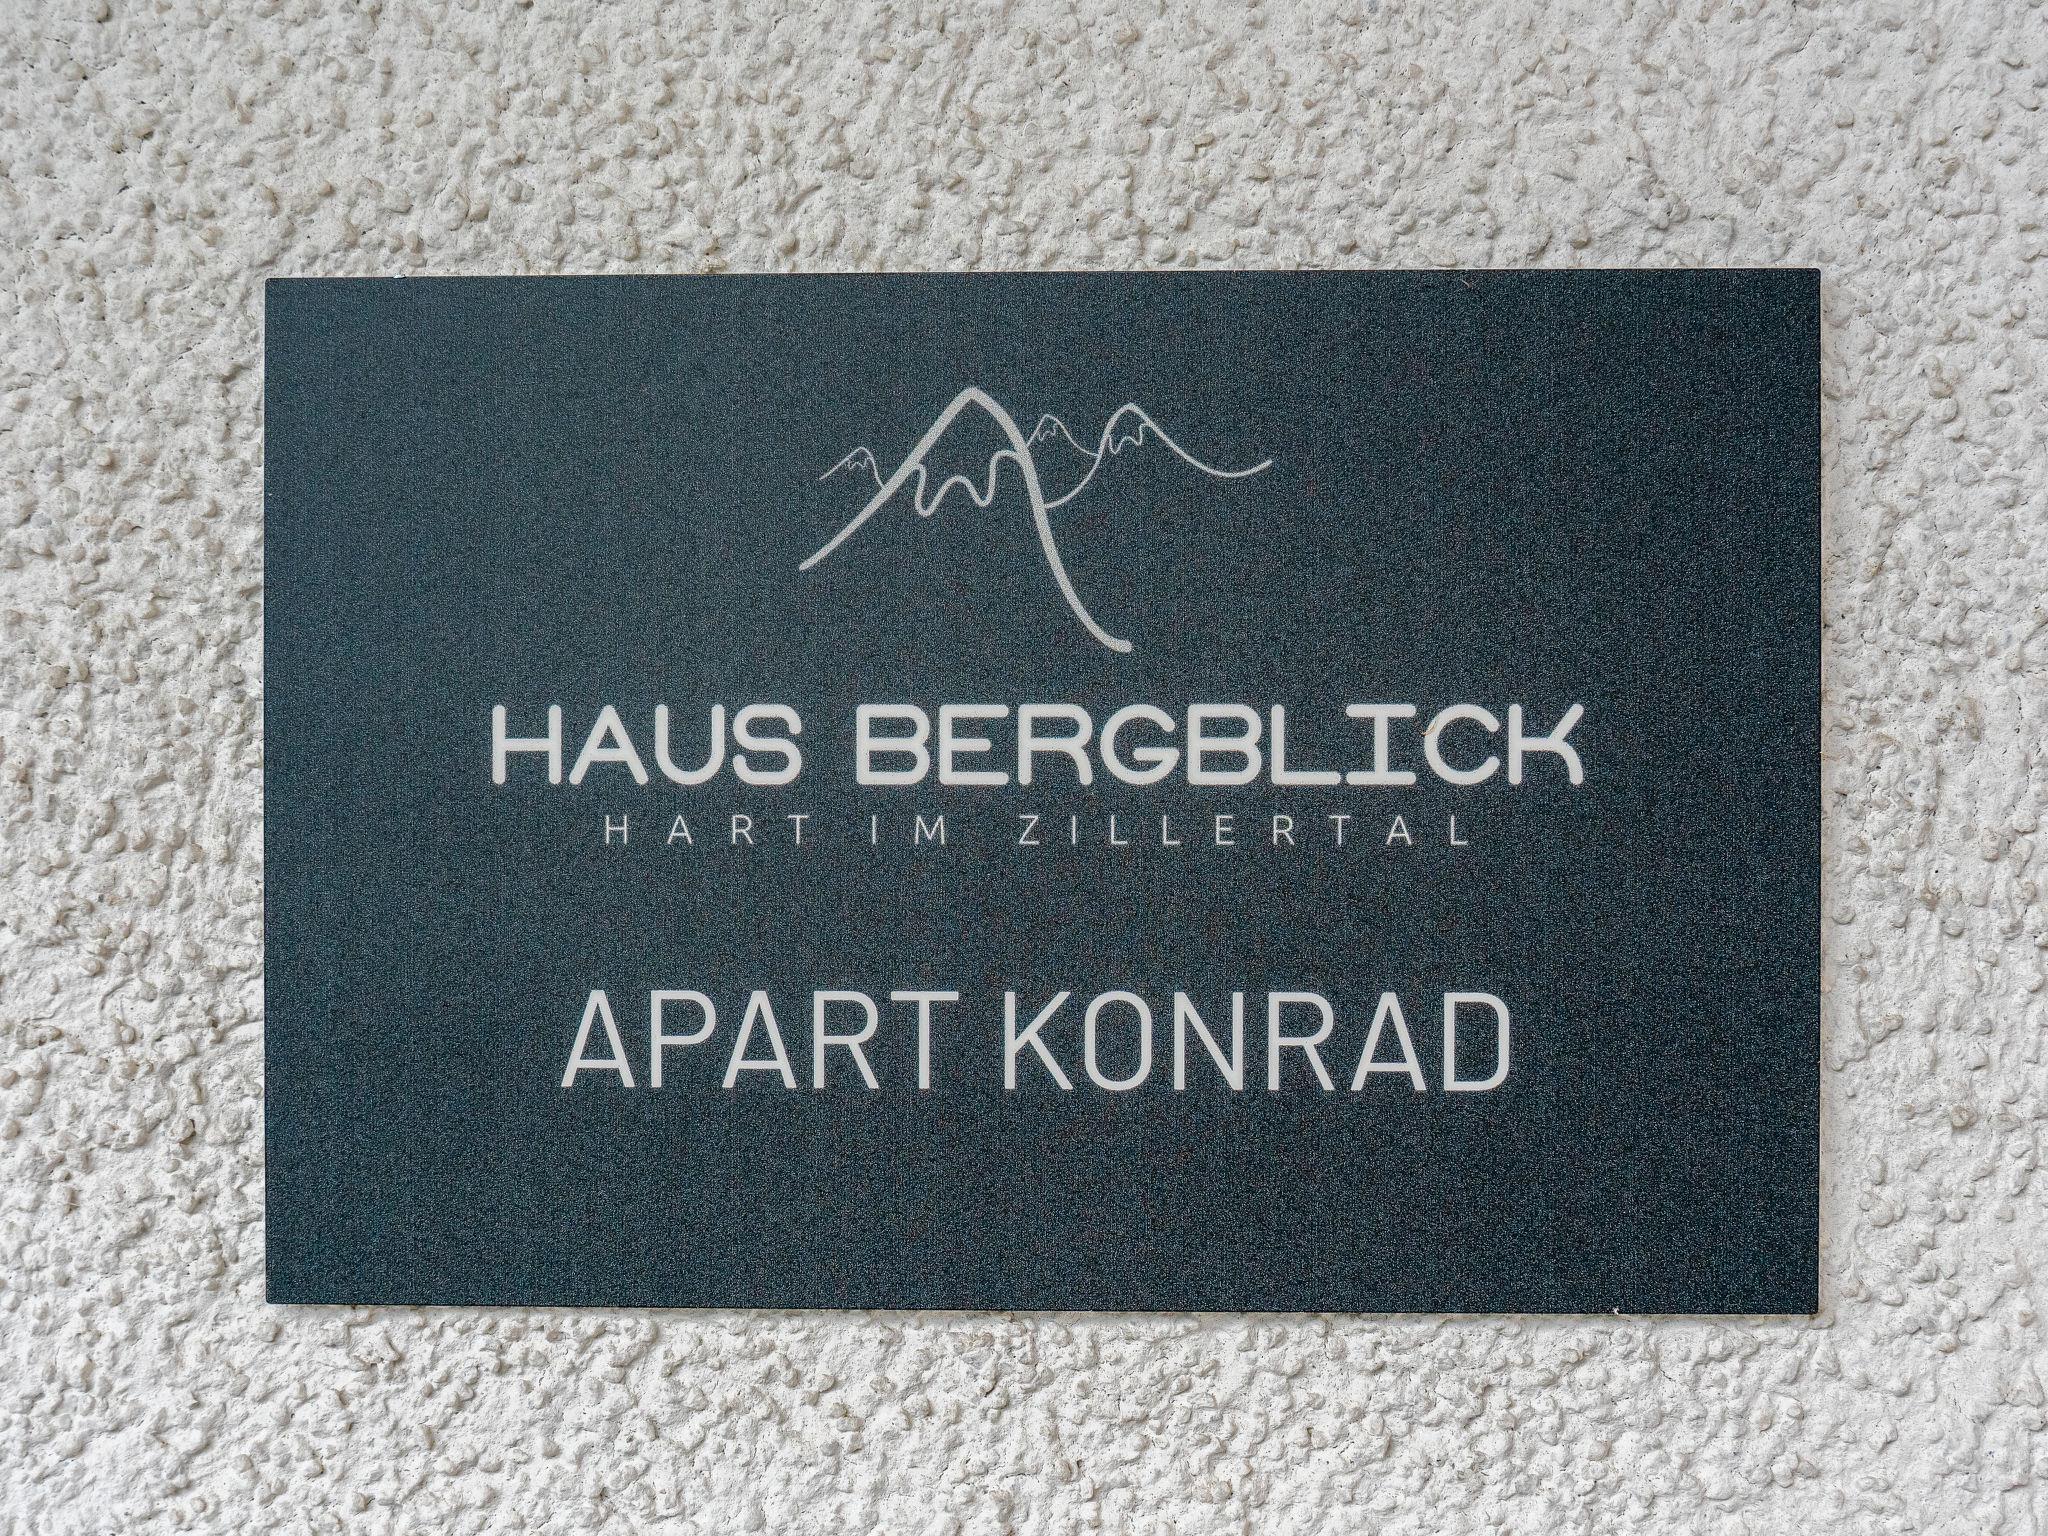 HAUS BERGBLICK
HART IM ZILLERTAL
APART KONRAD